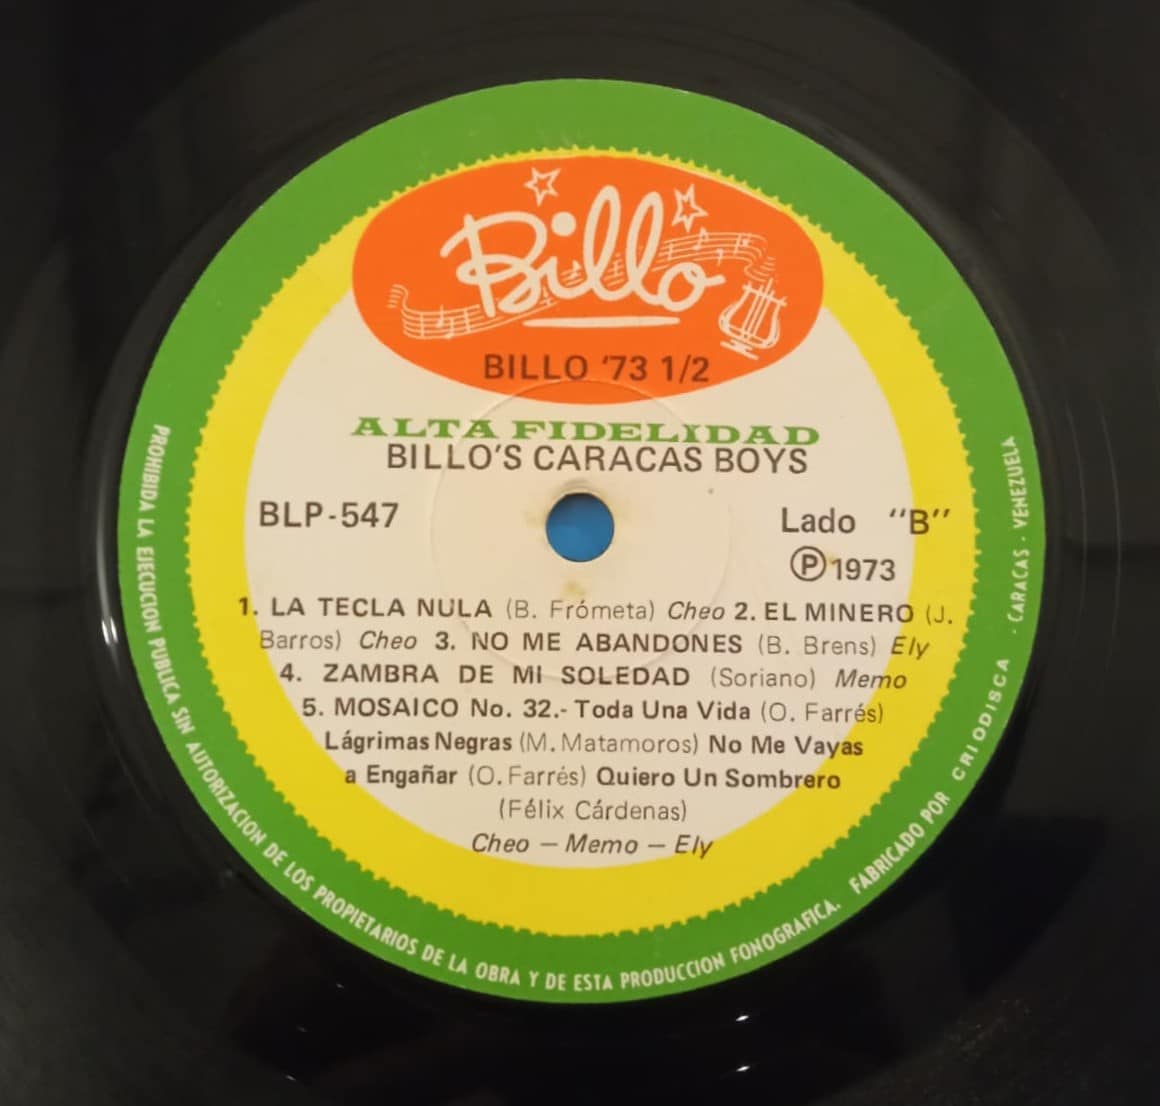 Billo
BILLO '73 1/2
ALTA FIDELIDAD
BILLO'S CARACAS BOYS
BLP-547
Lado "B"
Ⓟ1973
1. LA TECLA NULA (B. Frómeta) Cheo 2. EL MINERO (J.
Barros) Cheo 3. NO ME ABANDONES (B. Brens) Ely
4. ZAMBRA DE MI SOLEDAD (Soriano) Memo
5. MOSAICO No. 32.- Toda Una Vida (O. Farrés)
Lágrimas Negras (M. Matamoros) No Me Vayas
a Engañar (O. Farrés) Quiero Un Sombrero
(Félix Cárdenas)
Cheo — Memo — Ely
PROHIBIDA LA EJECUCION PUBLICA SIN AUTORIZACION DE LOS PROPIETARIOS DE LA OBRA Y DE ESTA PRODUCCION FONOGRAFICA. FABRICADO POR CRIODISCA · CARACAS · VENEZUELA